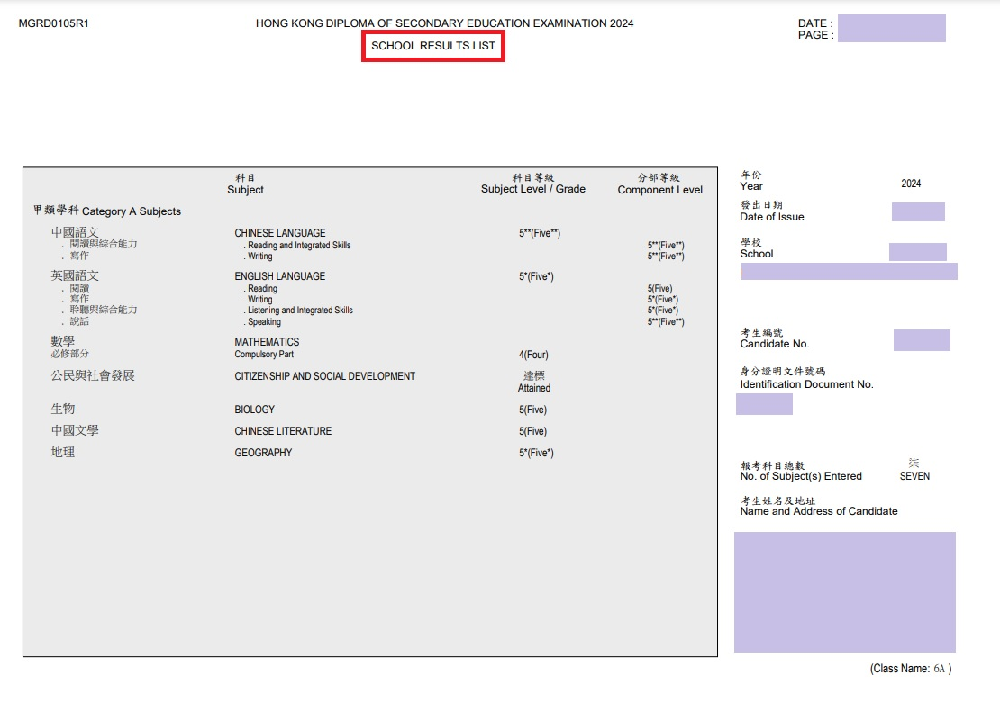 MGRD0105R1
HONG KONG DIPLOMA OF SECONDARY EDUCATION EXAMINATION 2024
SCHOOL RESULTS LIST
DATE :
PAGE :
科目 科目等級 分部等級
Subject Subject Level / Grade Component Level
甲類學科 Category A Subjects
中國語文 CHINESE LANGUAGE 5**(Five**)
. 閱讀與綜合能力 . Reading and Integrated Skills 5**(Five**)
. 寫作 . Writing 5**(Five**)
英國語文 ENGLISH LANGUAGE 5*(Five*)
. 閱讀 . Reading 5(Five)
. 寫作 . Writing 5*(Five*)
. 聆聽與綜合能力 . Listening and Integrated Skills 5*(Five*)
. 說話 . Speaking 5**(Five**)
數學 MATHEMATICS
必修部分 Compulsory Part 4(Four)
公民與社會發展 CITIZENSHIP AND SOCIAL DEVELOPMENT 達標
Attained
生物 BIOLOGY 5(Five)
中國文學 CHINESE LITERATURE 5(Five)
地理 GEOGRAPHY 5*(Five*)
年份
Year 2024
發出日期
Date of Issue
學校
School
考生編號
Candidate No.
身分證明文件號碼
Identification Document No.
報考科目總數 柒
No. of Subject(s) Entered SEVEN
考生姓名及地址
Name and Address of Candidate
(Class Name: 6A )